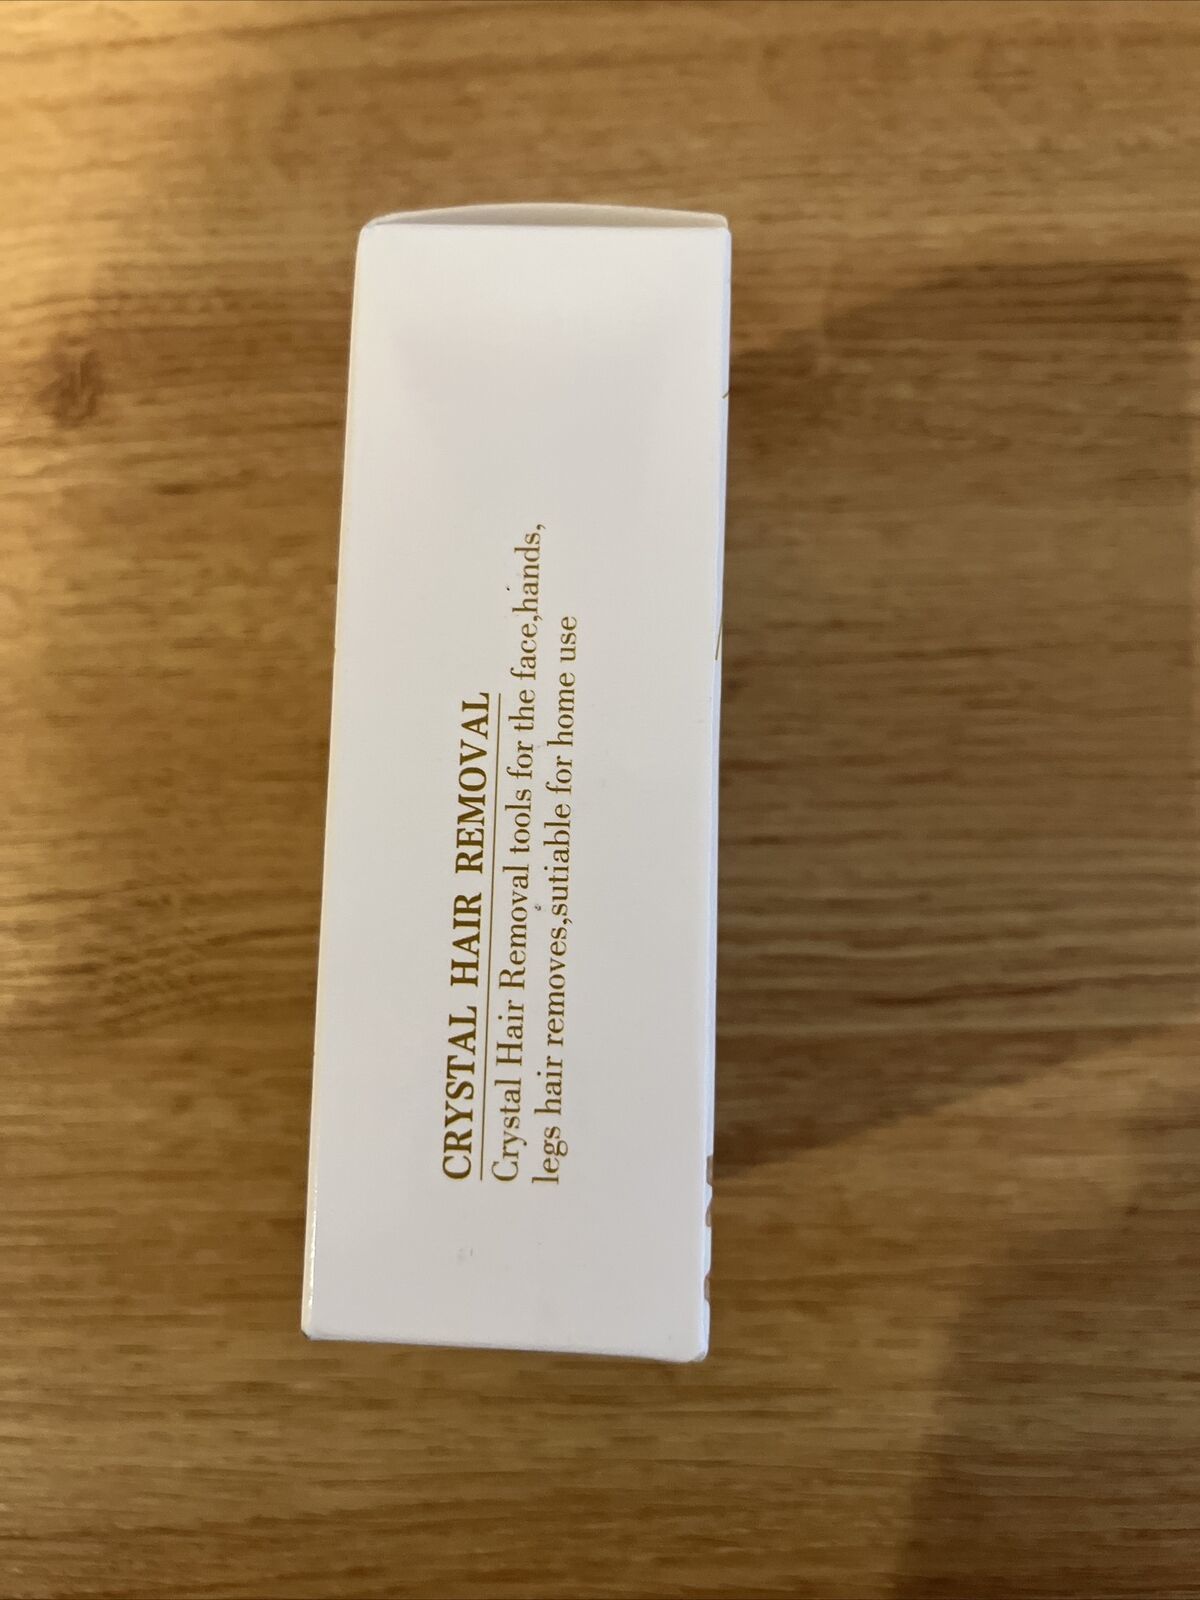 CRYSTAL HAIR REMOVAL
Crystal Hair Removal tools for the face,hands,
legs hair removes,sutiable for home use